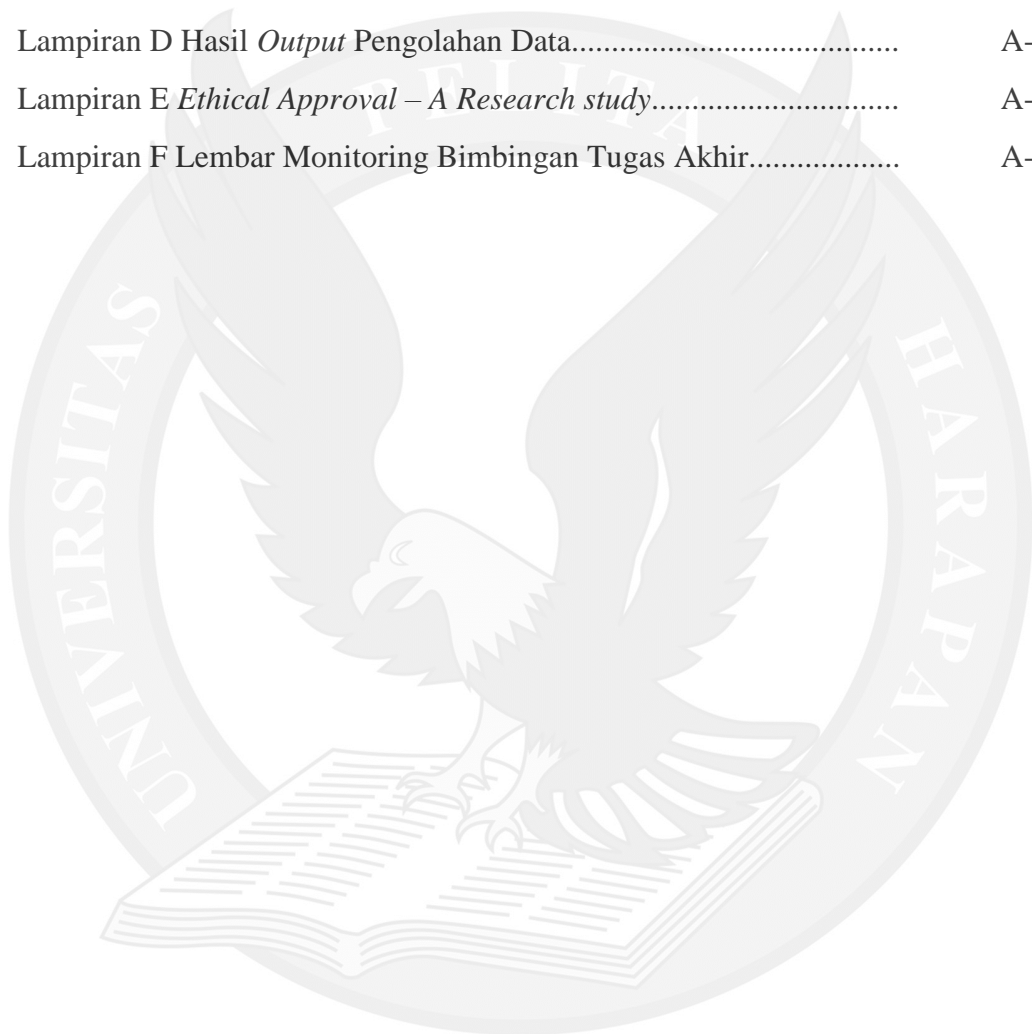 Lampiran D Hasil Output Pengolahan Data..................................... A-
Lampiran E Ethical Approval – A Research study............................ A-
Lampiran F Lembar Monitoring Bimbingan Tugas Akhir.................. A-
UNIVERSITAS PELITA HARAPAN